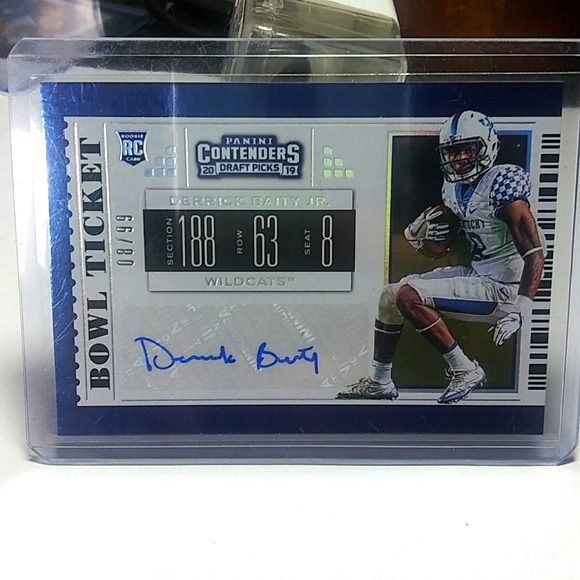 BOWL TICKET
08/99
ROOKIE
RC
CARD
PANINI
CONTENDERS
20 DRAFT PICKS 19
DERRICK BAITY JR.
SECTION 188 ROW 63 SEAT 8
WILDCATS™
Derrick Baity